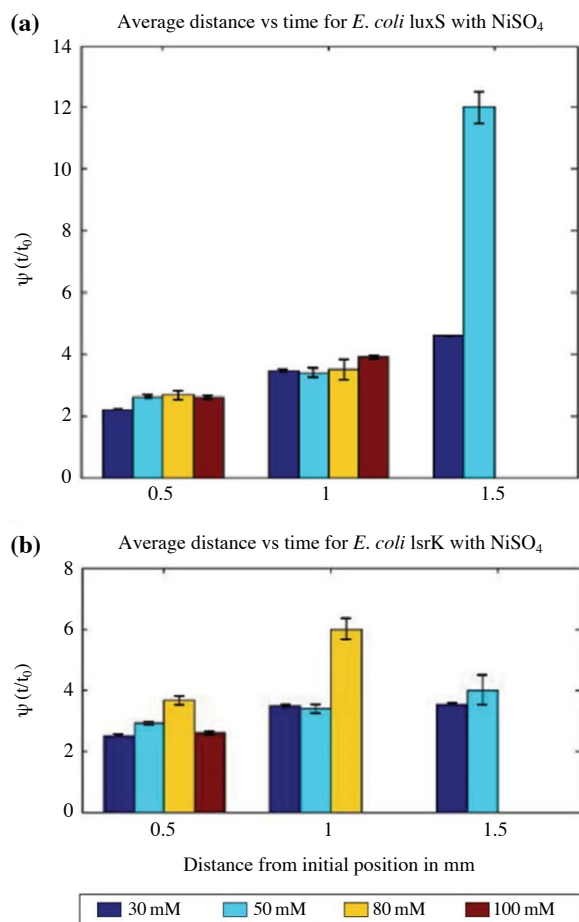 (a) Average distance vs time for E. coli luxS with NiSO₄
14
12
10
8
6
4
2
0
ψ (t/t₀)
0.5 1 1.5
(b) Average distance vs time for E. coli lsrK with NiSO₄
8
6
4
2
0
ψ (t/t₀)
0.5 1 1.5
Distance from initial position in mm
30 mM 50 mM 80 mM 100 mM